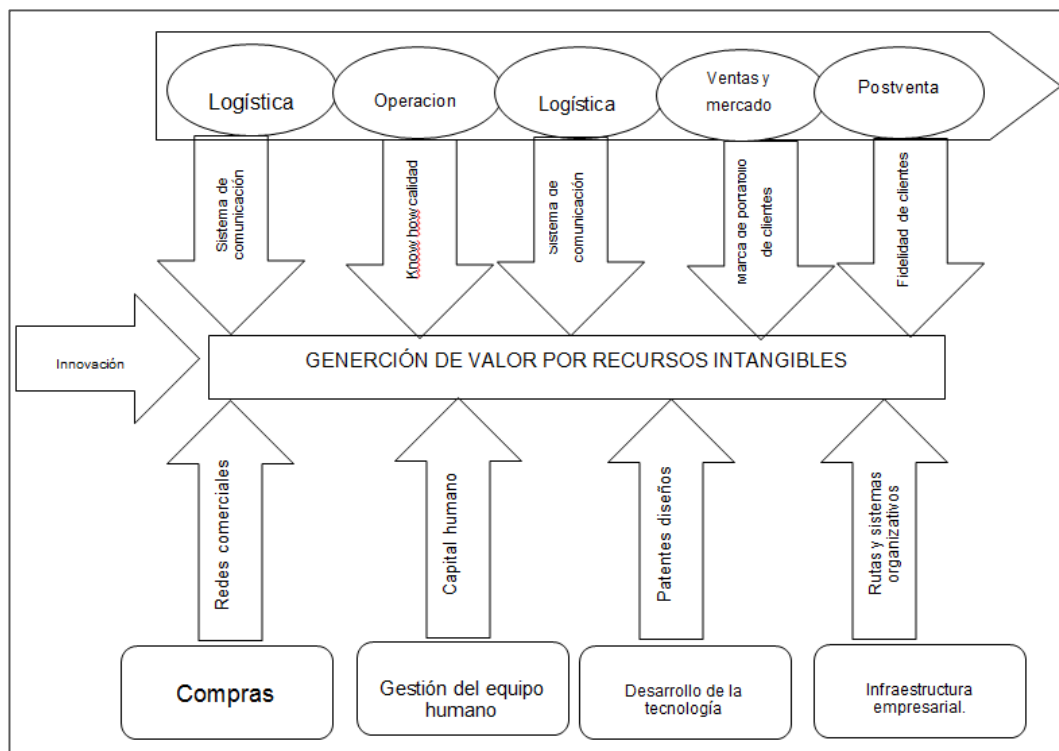 Logística
Operacion
Logística
Ventas y
mercado
Postventa
Sistema de
comunicación
Know how calidad
Sistema de
comunicación
Marca de portafolio
de clientes
Fidelidad de clientes
Innovación
GENERCIÓN DE VALOR POR RECURSOS INTANGIBLES
Redes comerciales
Capital humano
Patentes diseños
Rutas y sistemas
organizativos
Compras
Gestión del equipo
humano
Desarrollo de la
tecnología
Infraestructura
empresarial.